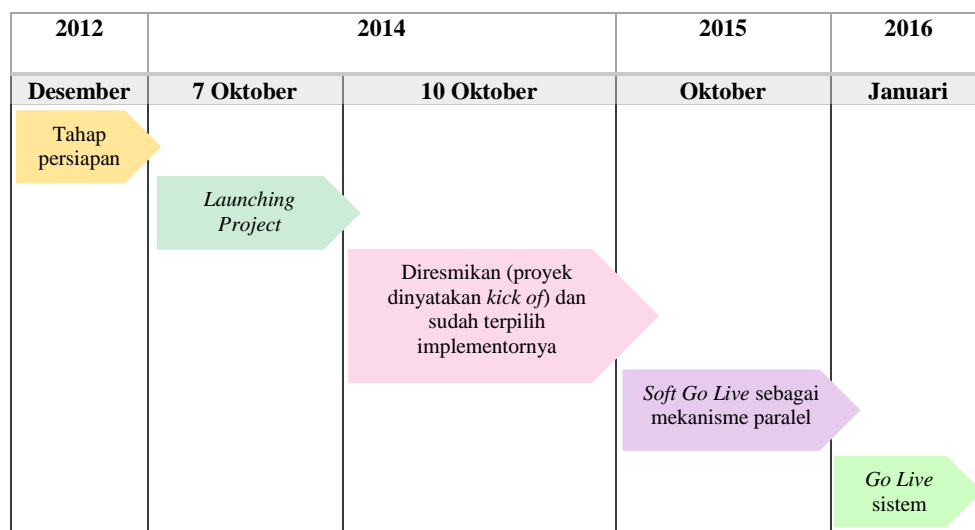 2012 2014 2015 2016
Desember 7 Oktober 10 Oktober Oktober Januari
Tahap
persiapan
Launching
Project
Diresmikan (proyek
dinyatakan kick of) dan
sudah terpilih
implementornya
Soft Go Live sebagai
mekanisme paralel
Go Live
sistem